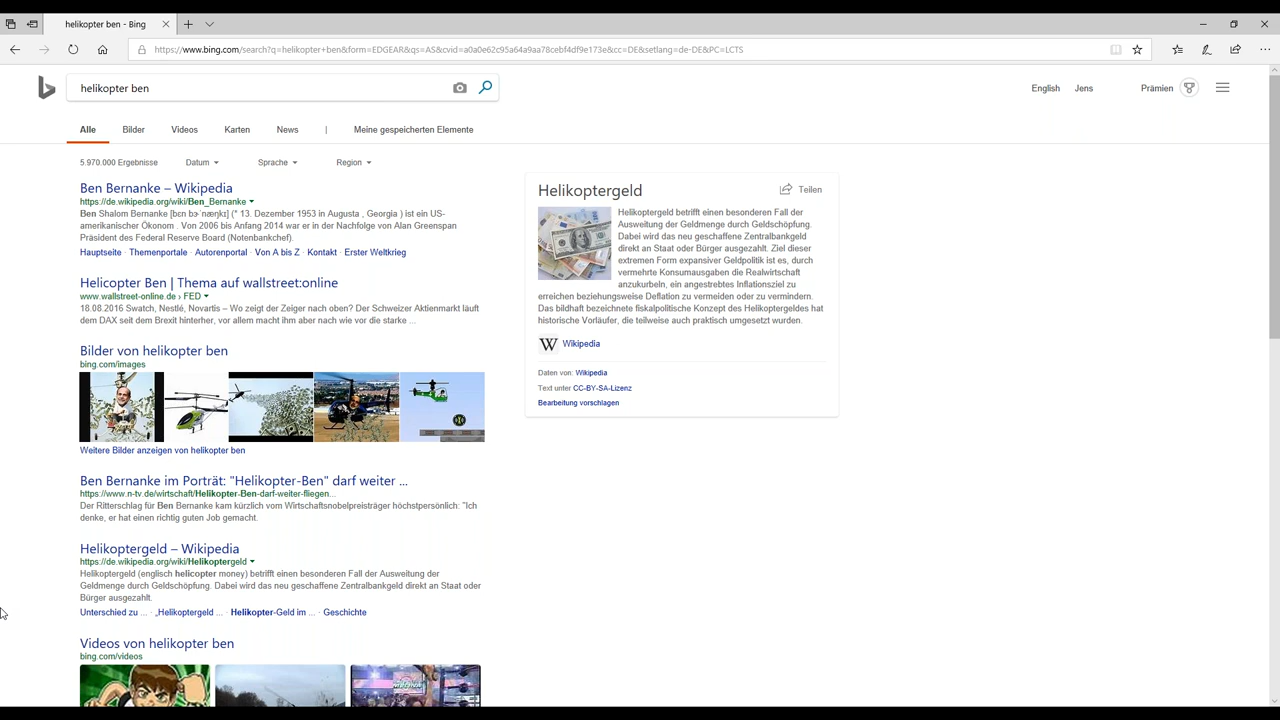 helikopter ben - Bing
https://www.bing.com/search?q=helikopter+ben&form=EDGEAR&qs=AS&cvid=a0a0e62c95a64a9aa78cebf4df9e173e&cc=DE&setlang=de-DE&PC=LCTS
helikopter ben
English Jens Prämien
Alle Bilder Videos Karten News | Meine gespeicherten Elemente
5.970.000 Ergebnisse Datum Sprache Region
Ben Bernanke – Wikipedia
https://de.wikipedia.org/wiki/Ben_Bernanke
Ben Shalom Bernanke [bɛn bɚˈnæŋkɪ] (* 13. Dezember 1953 in Augusta , Georgia ) ist ein US-
amerikanischer Ökonom . Von 2006 bis Anfang 2014 war er in der Nachfolge von Alan Greenspan
Präsident des Federal Reserve Board (Notenbankchef).
Hauptseite · Themenportale · Autorenportal · Von A bis Z · Kontakt · Erster Weltkrieg
Helicopter Ben | Thema auf wallstreet:online
www.wallstreet-online.de › FED
18.08.2016 Swatch, Nestlé, Novartis – Wo zeigt der Zeiger nach oben? Der Schweizer Aktienmarkt läuft
dem DAX seit dem Brexit hinterher, vor allem macht ihm aber nach wie vor die starke ...
Bilder von helikopter ben
bing.com/images
Weitere Bilder anzeigen von helikopter ben
Ben Bernanke im Porträt: "Helikopter-Ben" darf weiter ...
https://www.n-tv.de/wirtschaft/Helikopter-Ben-darf-weiter-fliegen...
Der Ritterschlag für Ben Bernanke kam kürzlich vom Wirtschaftsnobelpreisträger höchstpersönlich: "Ich
denke, er hat einen richtig guten Job gemacht.
Helikoptergeld – Wikipedia
https://de.wikipedia.org/wiki/Helikoptergeld
Helikoptergeld (englisch helicopter money) betrifft einen besonderen Fall der Ausweitung der
Geldmenge durch Geldschöpfung. Dabei wird das neu geschaffene Zentralbankgeld direkt an Staat oder
Bürger ausgezahlt.
Unterschied zu ... · „Helikoptergeld ... · Helikopter-Geld im ... · Geschichte
Videos von helikopter ben
bing.com/videos
Helikoptergeld
Teilen
Helikoptergeld betrifft einen besonderen Fall der
Ausweitung der Geldmenge durch Geldschöpfung.
Dabei wird das neu geschaffene Zentralbankgeld
direkt an Staat oder Bürger ausgezahlt. Ziel dieser
extremen Form expansiver Geldpolitik ist es, durch
vermehrte Konsumausgaben die Realwirtschaft
anzukurbeln, ein angestrebtes Inflationsziel zu
erreichen beziehungsweise Deflation zu vermeiden oder zu vermindern.
Das bildhaft bezeichnete fiskalpolitische Konzept des Helikoptergeldes hat
historische Vorläufer, die teilweise auch praktisch umgesetzt wurden.
W Wikipedia
Daten von: Wikipedia
Text unter CC-BY-SA-Lizenz
Bearbeitung vorschlagen